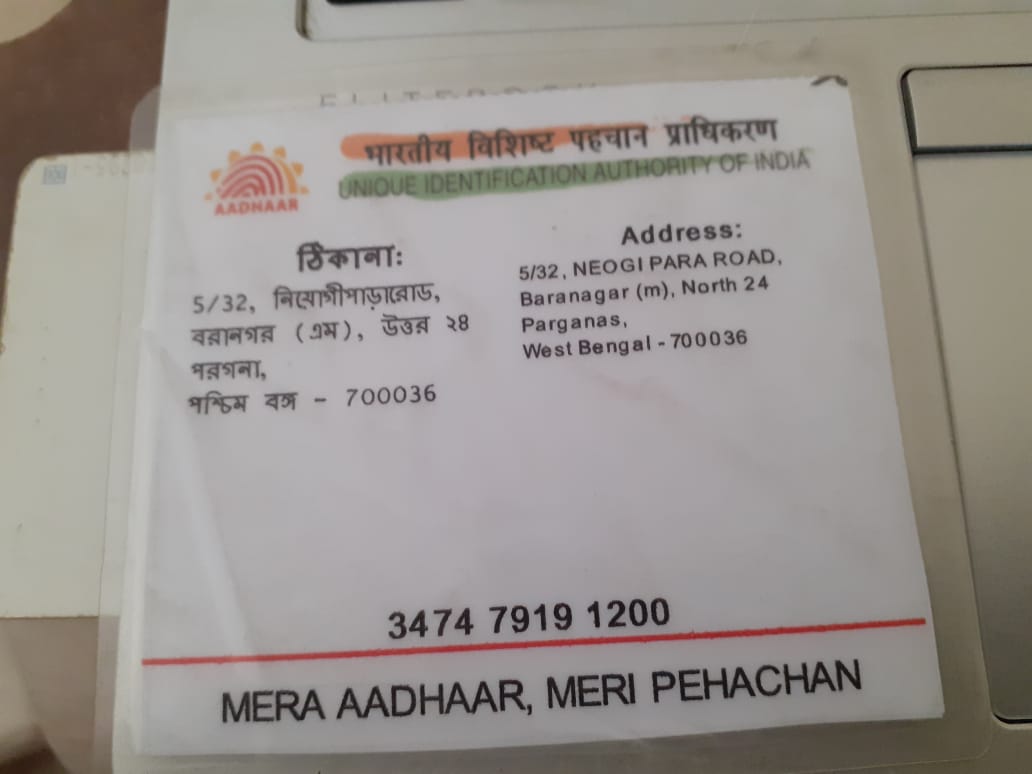 भारतीय विशिष्ट पहचान प्राधिकरण
UNIQUE IDENTIFICATION AUTHORITY OF INDIA
AADHAAR
ঠিকানা:
5/32, নিয়োগীপাড়ারোড,
বরানগর (এম), উত্তর ২৪
পরগনা,
পশ্চিম বঙ্গ - 700036
Address:
5/32, NEOGI PARA ROAD,
Baranagar (m), North 24
Parganas,
West Bengal - 700036
3474 7919 1200
MERA AADHAAR, MERI PEHACHAN